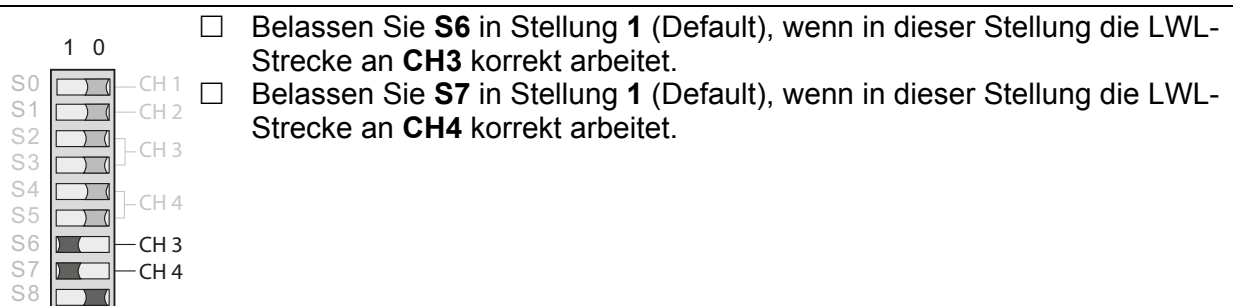 ☐ Belassen Sie S6 in Stellung 1 (Default), wenn in dieser Stellung die LWL-
Strecke an CH3 korrekt arbeitet.
☐ Belassen Sie S7 in Stellung 1 (Default), wenn in dieser Stellung die LWL-
Strecke an CH4 korrekt arbeitet.
1 0
S0 CH 1
S1 CH 2
S2
CH 3
S3
S4
CH 4
S5
S6 CH 3
S7 CH 4
S8